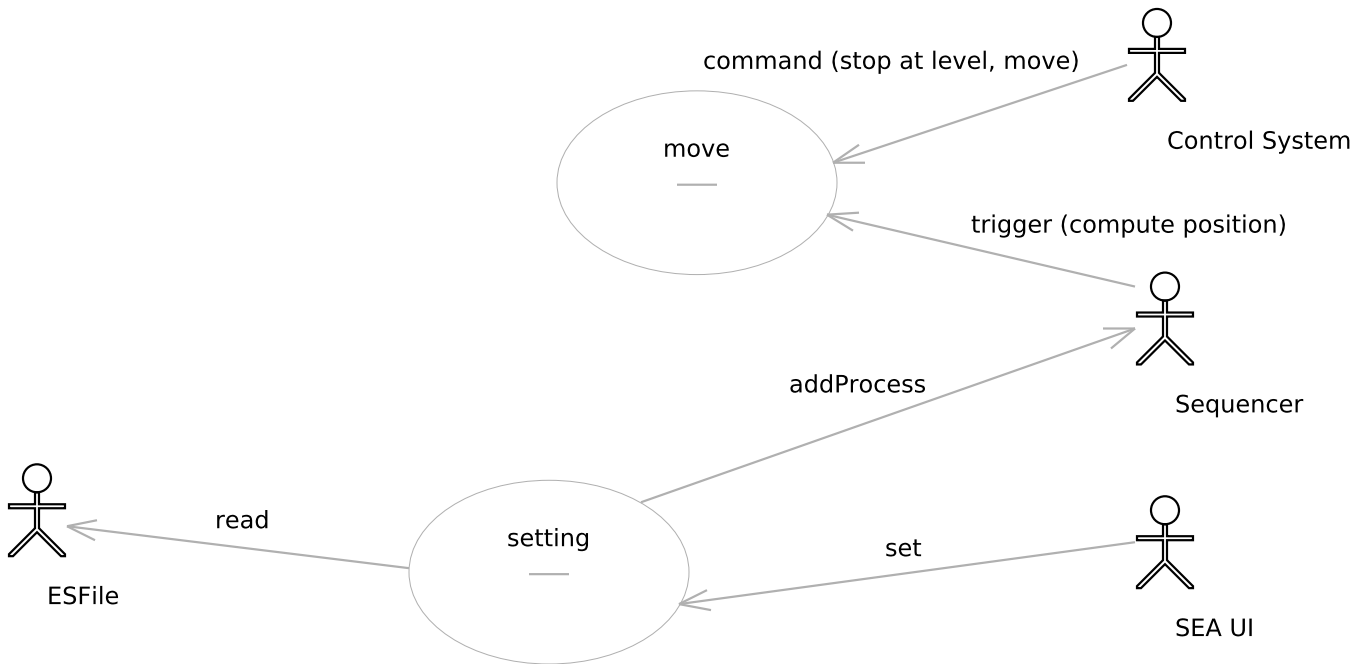 command (stop at level, move)
Control System
move
trigger (compute position)
Sequencer
addProcess
read
ESFile
setting
set
SEA UI